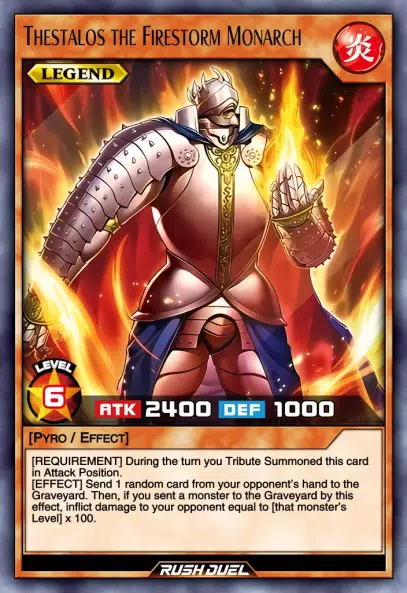 Thestalos the Firestorm Monarch
炎
LEGEND
LEVEL
6
ATK 2400 DEF 1000
[Pyro / Effect]
[REQUIREMENT] During the turn you Tribute Summoned this card
in Attack Position.
[EFFECT] Send 1 random card from your opponent's hand to the
Graveyard. Then, if you sent a monster to the Graveyard by this
effect, inflict damage to your opponent equal to [that monster's
Level] x 100.
RUSH DUEL